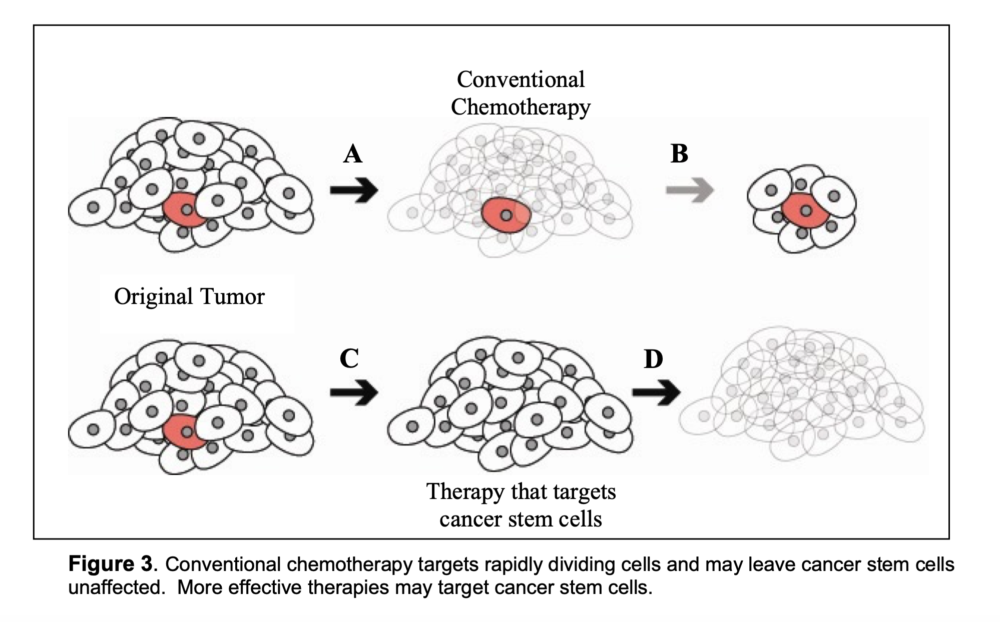 Conventional
Chemotherapy
A
B
Original Tumor
C
D
Therapy that targets
cancer stem cells
Figure 3. Conventional chemotherapy targets rapidly dividing cells and may leave cancer stem cells
unaffected.  More effective therapies may target cancer stem cells.